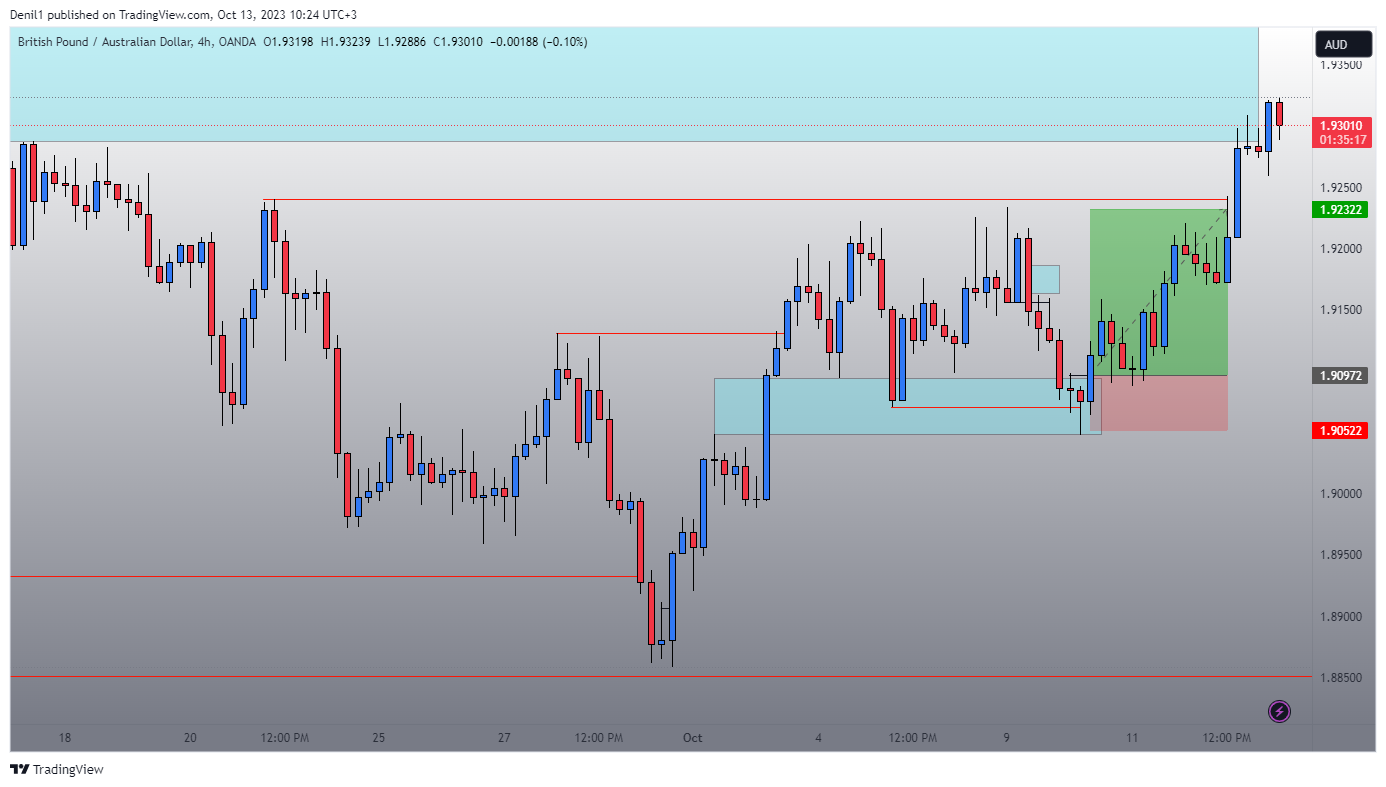 Denil1 published on TradingView.com, Oct 13, 2023 10:24 UTC+3
British Pound / Australian Dollar, 4h, OANDA O1.93198 H1.93239 L1.92886 C1.93010 −0.00188 (−0.10%)
AUD
1.93500
1.93010
01:35:17
1.92500
1.92322
1.92000
1.91500
1.90972
1.90522
1.90000
1.89500
1.89000
1.88500
18 20 12:00 PM 25 27 12:00 PM Oct 4 12:00 PM 9 11 12:00 PM
TradingView